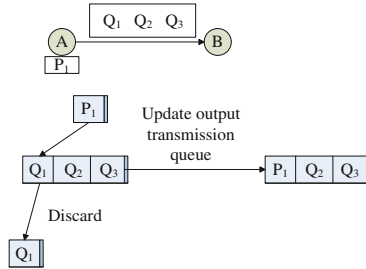 Q₁ Q₂ Q₃
A B
P₁
P₁
Update output
transmission
queue
Q₁ Q₂ Q₃
P₁ Q₂ Q₃
Discard
Q₁